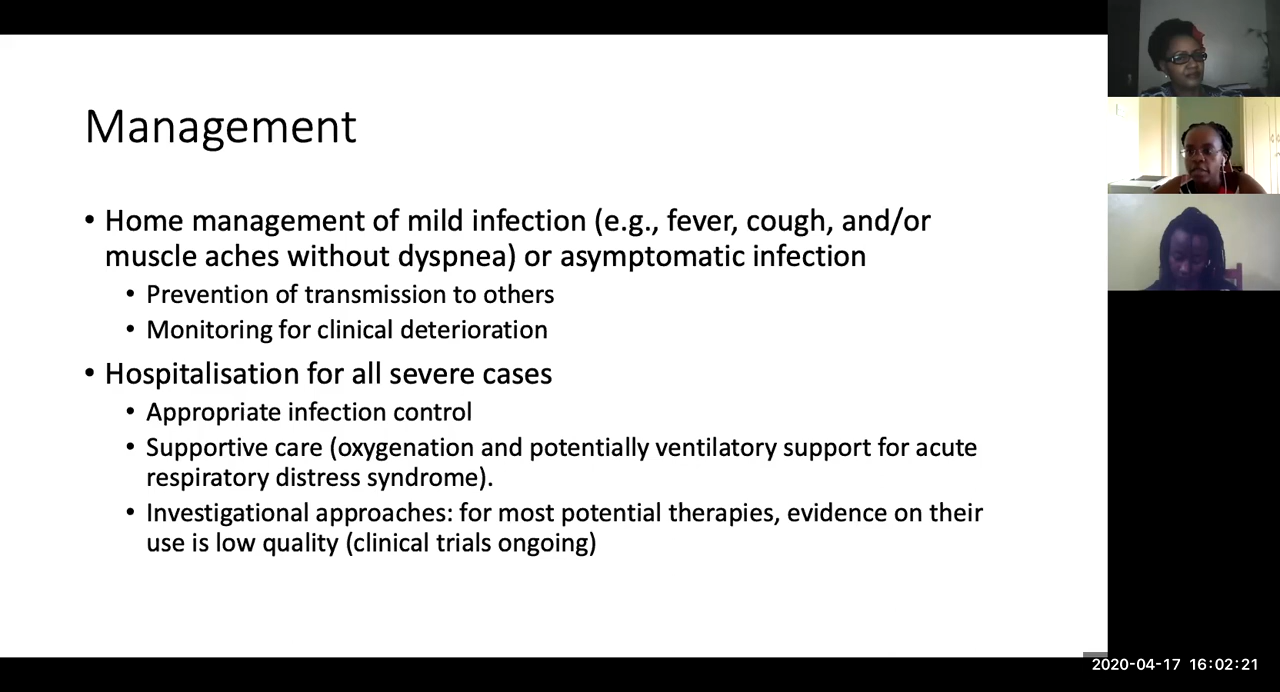 Management
• Home management of mild infection (e.g., fever, cough, and/or
muscle aches without dyspnea) or asymptomatic infection
• Prevention of transmission to others
• Monitoring for clinical deterioration
• Hospitalisation for all severe cases
• Appropriate infection control
• Supportive care (oxygenation and potentially ventilatory support for acute
respiratory distress syndrome).
• Investigational approaches: for most potential therapies, evidence on their
use is low quality (clinical trials ongoing)
2020-04-17 16:02:21